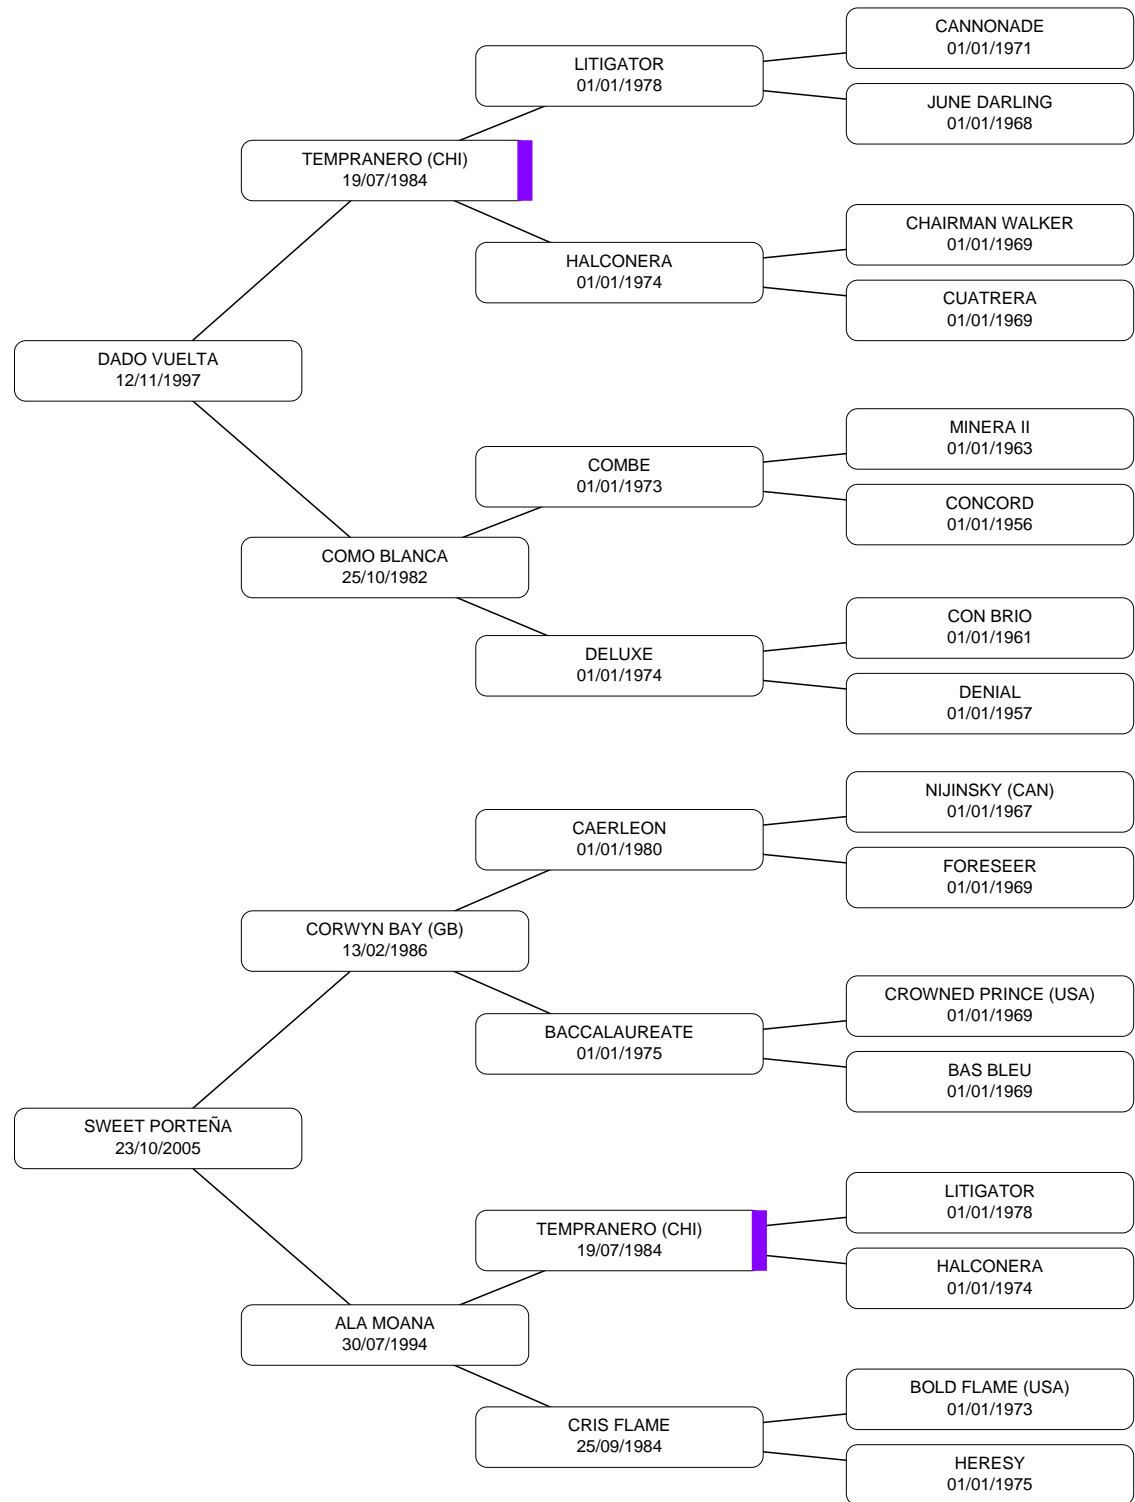 CANNONADE
01/01/1971
LITIGATOR
01/01/1978
JUNE DARLING
01/01/1968
TEMPRANERO (CHI)
19/07/1984
CHAIRMAN WALKER
01/01/1969
HALCONERA
01/01/1974
CUATRERA
01/01/1969
DADO VUELTA
12/11/1997
MINERA II
01/01/1963
COMBE
01/01/1973
CONCORD
01/01/1956
COMO BLANCA
25/10/1982
CON BRIO
01/01/1961
DELUXE
01/01/1974
DENIAL
01/01/1957
NIJINSKY (CAN)
01/01/1967
CAERLEON
01/01/1980
FORESEER
01/01/1969
CORWYN BAY (GB)
13/02/1986
CROWNED PRINCE (USA)
01/01/1969
BACCALAUREATE
01/01/1975
BAS BLEU
01/01/1969
SWEET PORTEÑA
23/10/2005
LITIGATOR
01/01/1978
TEMPRANERO (CHI)
19/07/1984
HALCONERA
01/01/1974
ALA MOANA
30/07/1994
BOLD FLAME (USA)
01/01/1973
CRIS FLAME
25/09/1984
HERESY
01/01/1975